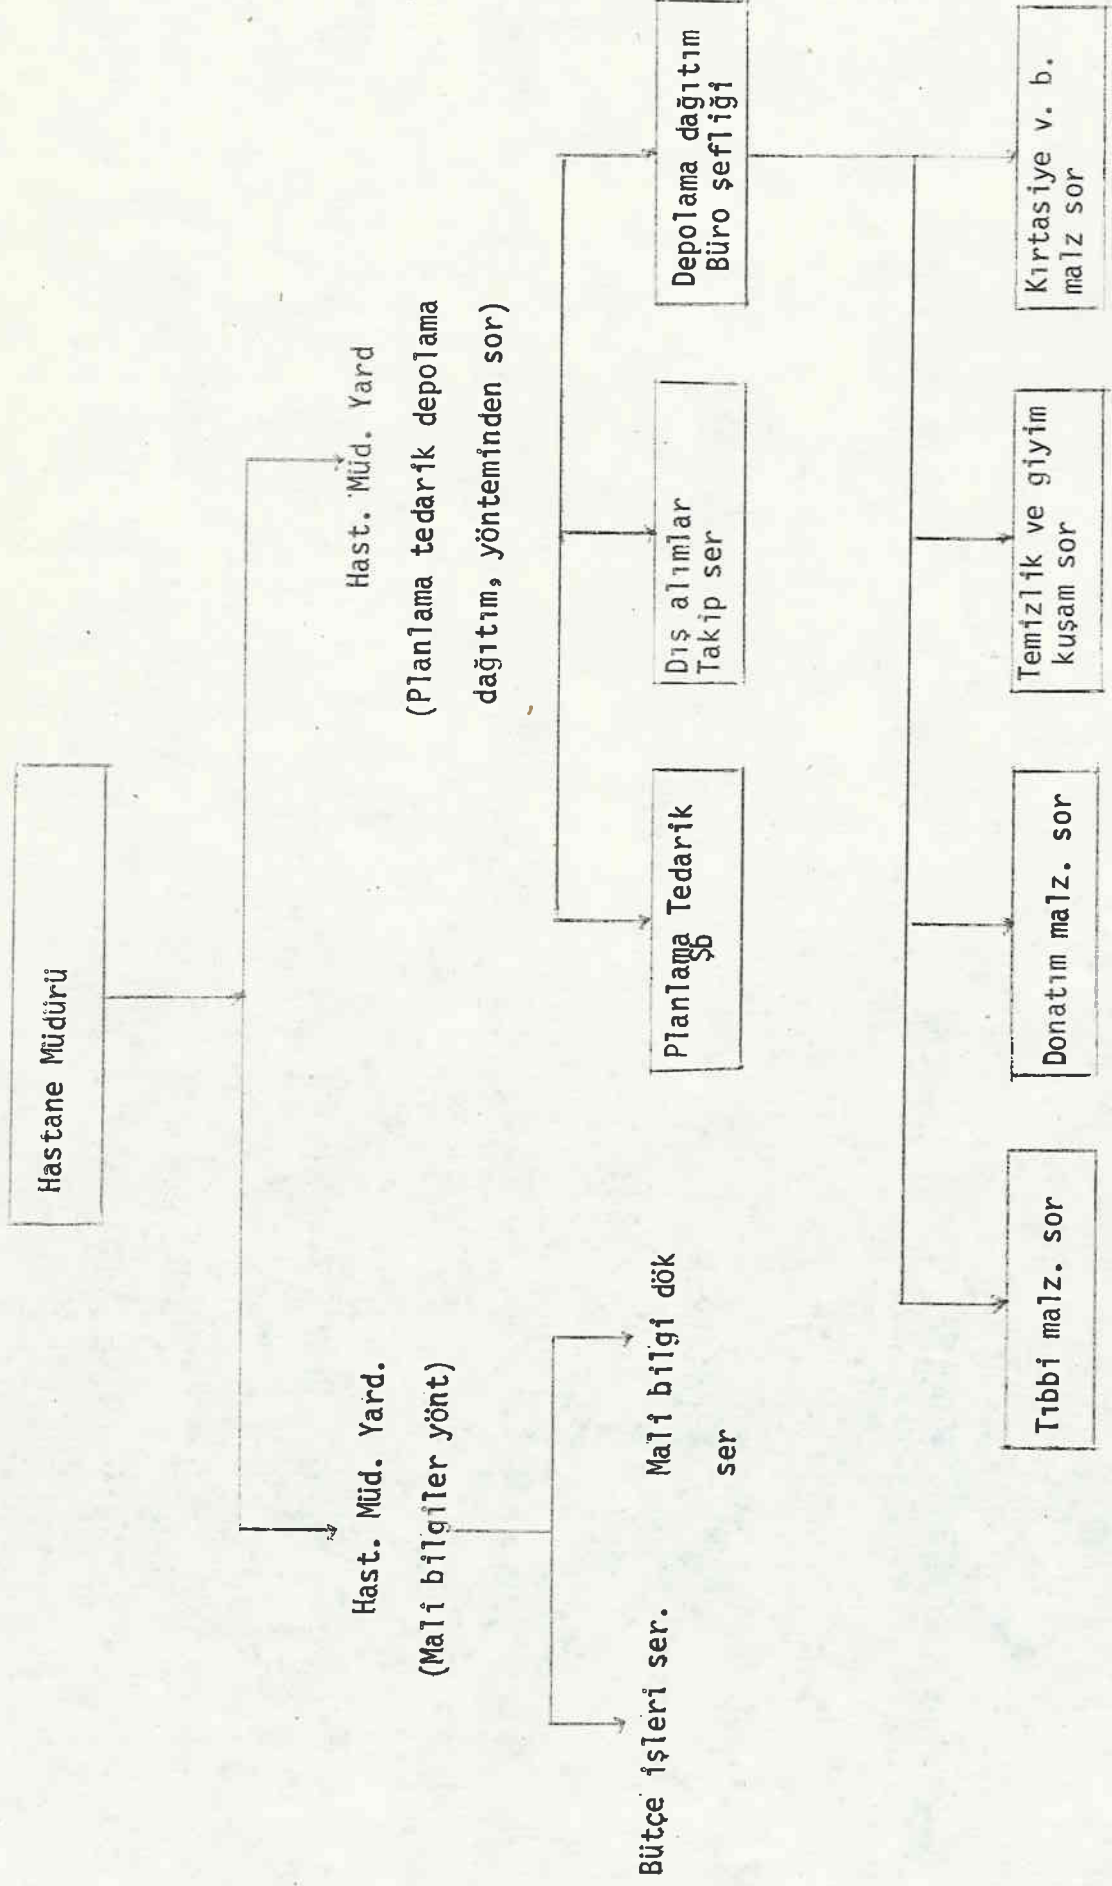 Hastane Müdürü
Hast. Müd. Yard.
(Mali bilgiler yönt)
Hast. Müd. Yard
(Planlama tedarik depolama
dağıtım, yönteminden sor)
Bütçe işleri ser.
Mali bilgi dök
ser
Planlama Tedarik
Şb
Dış alımlar
Takip ser
Depolama dağıtım
Büro şefliği
Tıbbi malz. sor
Donatım malz. sor
Temizlik ve giyim
kuşam sor
Kırtasiye v. b.
malz sor